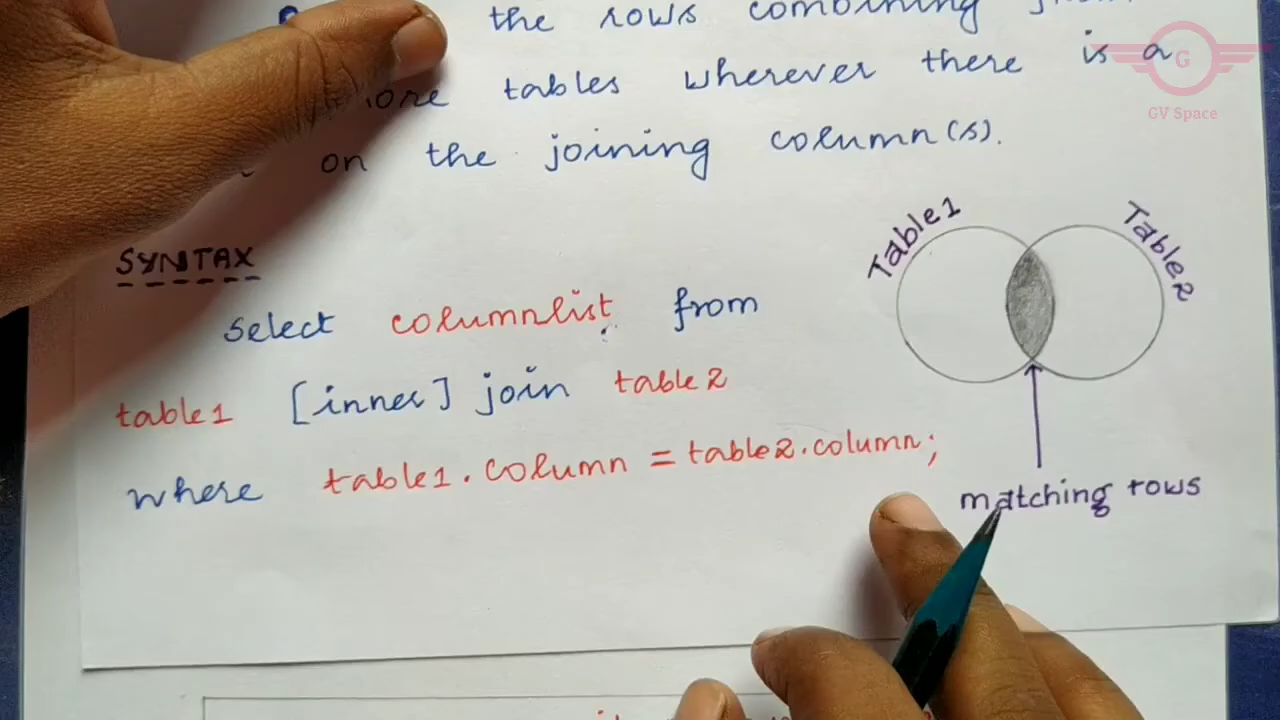 the rows combining
tables wherever there is a
on the joining column(s).
SYNTAX
select columnlist from
table1 [inner] join table2
where table1.column = table2.column;
Table1
Table2
matching rows
G
GV Space